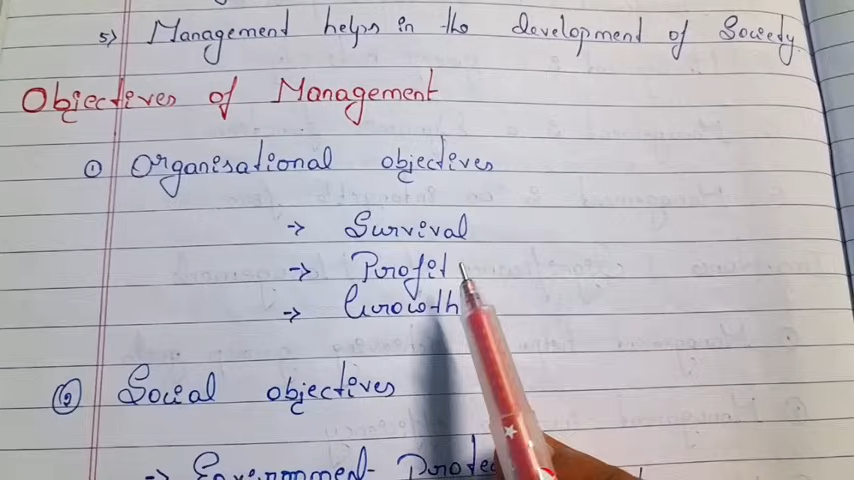 5) Management helps in the development of Society
Objectives of Management
① Organisational objectives
→ Survival
→ Profit
→ Growth
② Social objectives
→ Environment